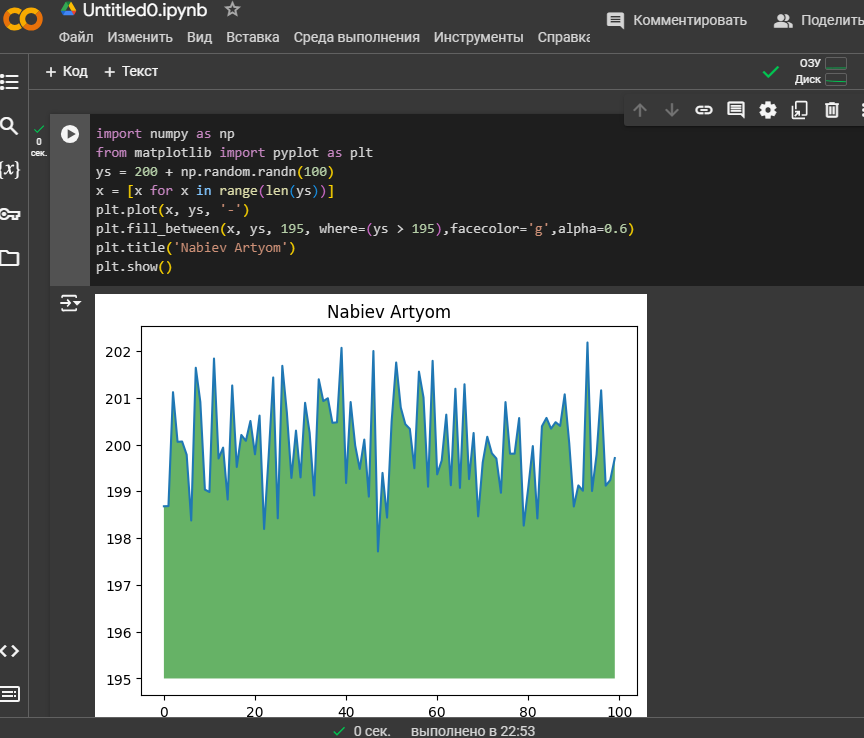 Untitled0.ipynb
Комментировать
Поделить
Файл Изменить Вид Вставка Среда выполнения Инструменты Справка
+ Код + Текст
ОЗУ
Диск
0
сек.
{x}
import numpy as np
from matplotlib import pyplot as plt
ys = 200 + np.random.randn(100)
x = [x for x in range(len(ys))]
plt.plot(x, ys, '-')
plt.fill_between(x, ys, 195, where=(ys > 195),facecolor='g',alpha=0.6)
plt.title('Nabiev Artyom')
plt.show()
Nabiev Artyom
202
201
200
199
198
197
196
195
0 20 40 60 80 100
0 сек. выполнено в 22:53